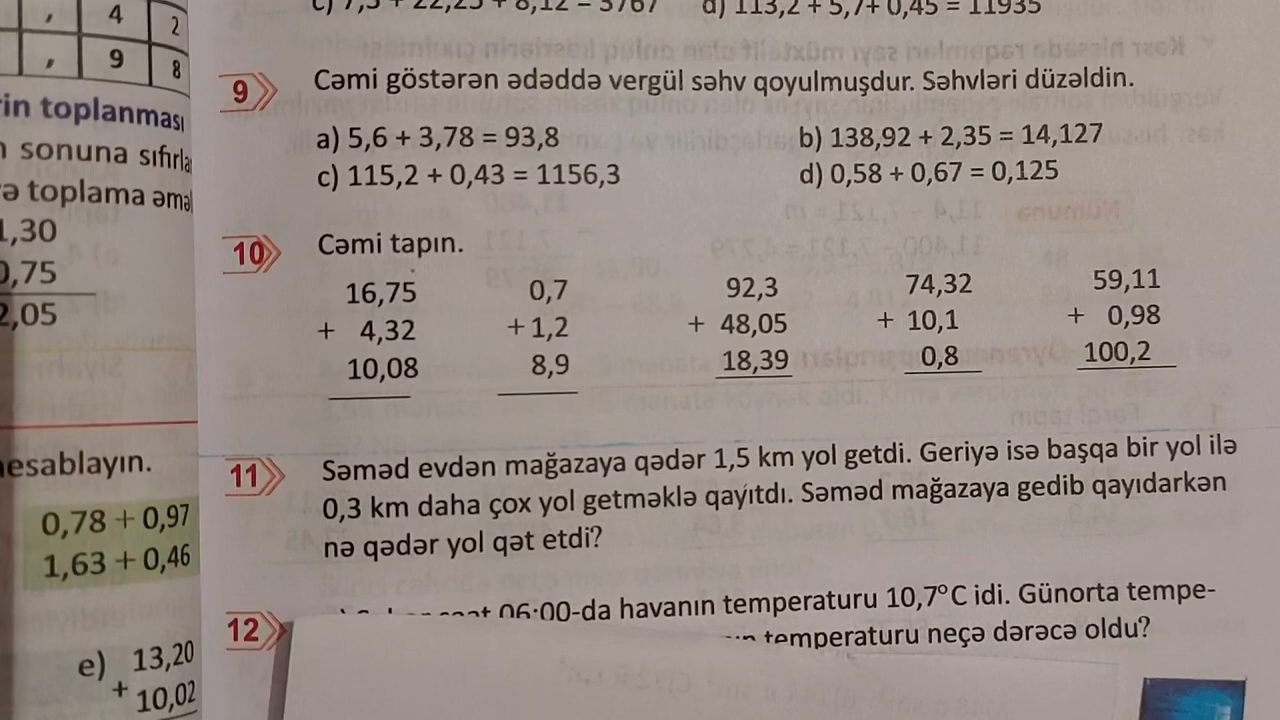 4 2
, 9 8
in toplanması
sonuna sıfırla
ə toplama əməl
1,30
0,75
2,05
hesablayın.
0,78 + 0,97
1,63 + 0,46
e) 13,20
+ 10,02
d) 113,2 + 5,7+ 0,45 = 11935
9 Cəmi göstərən ədəddə vergül səhv qoyulmuşdur. Səhvləri düzəldin.
a) 5,6 + 3,78 = 93,8 b) 138,92 + 2,35 = 14,127
c) 115,2 + 0,43 = 1156,3 d) 0,58 + 0,67 = 0,125
10 Cəmi tapın.
16,75 0,7 92,3 74,32 59,11
+ 4,32 + 1,2 + 48,05 + 10,1 + 0,98
10,08 8,9 18,39 0,8 100,2
11 Səməd evdən mağazaya qədər 1,5 km yol getdi. Geriyə isə başqa bir yol ilə
0,3 km daha çox yol getməklə qayıtdı. Səməd mağazaya gedib qayıdarkən
nə qədər yol qət etdi?
12 06:00-da havanın temperaturu 10,7°C idi. Günorta tempe-
temperaturu neçə dərəcə oldu?